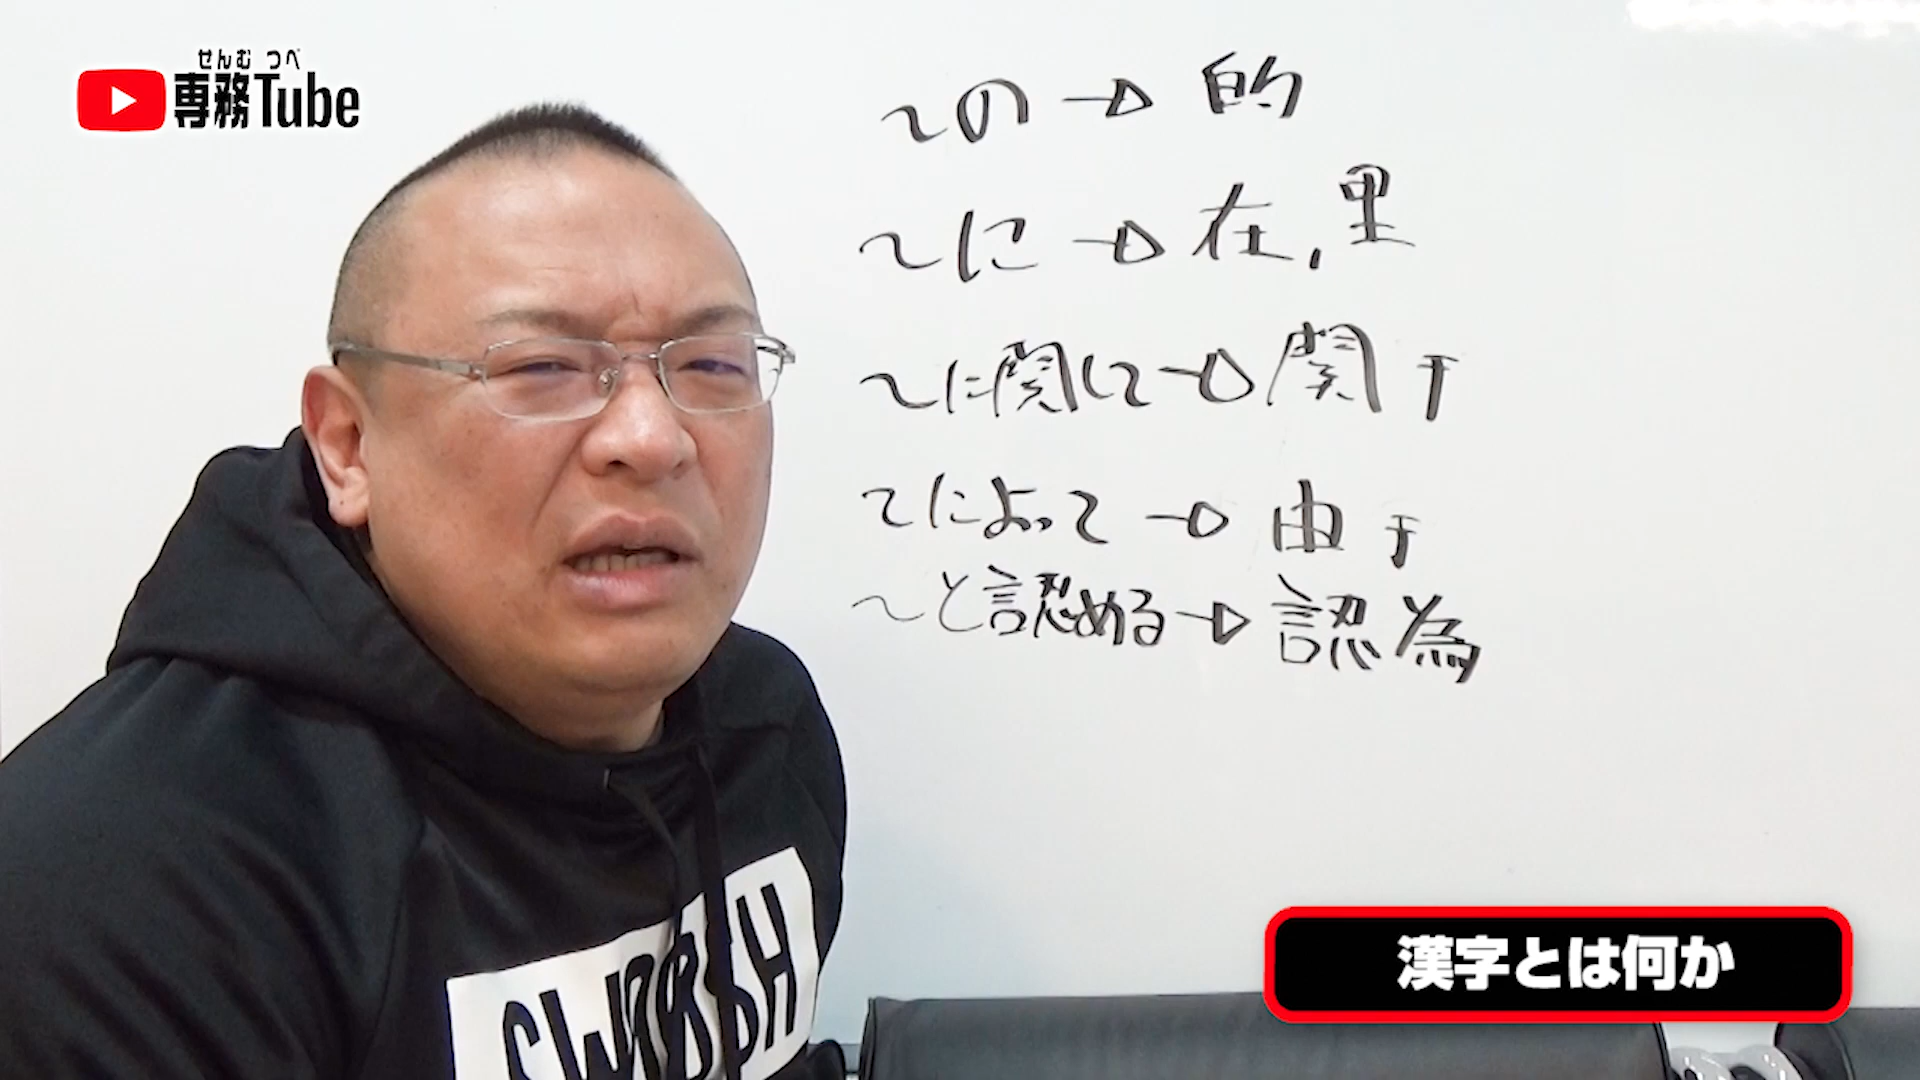 せんむ つべ
専務Tube
～の→的
～に→在,里
～に関して→関于
～によって→由于
～と認める→認為
漢字とは何か